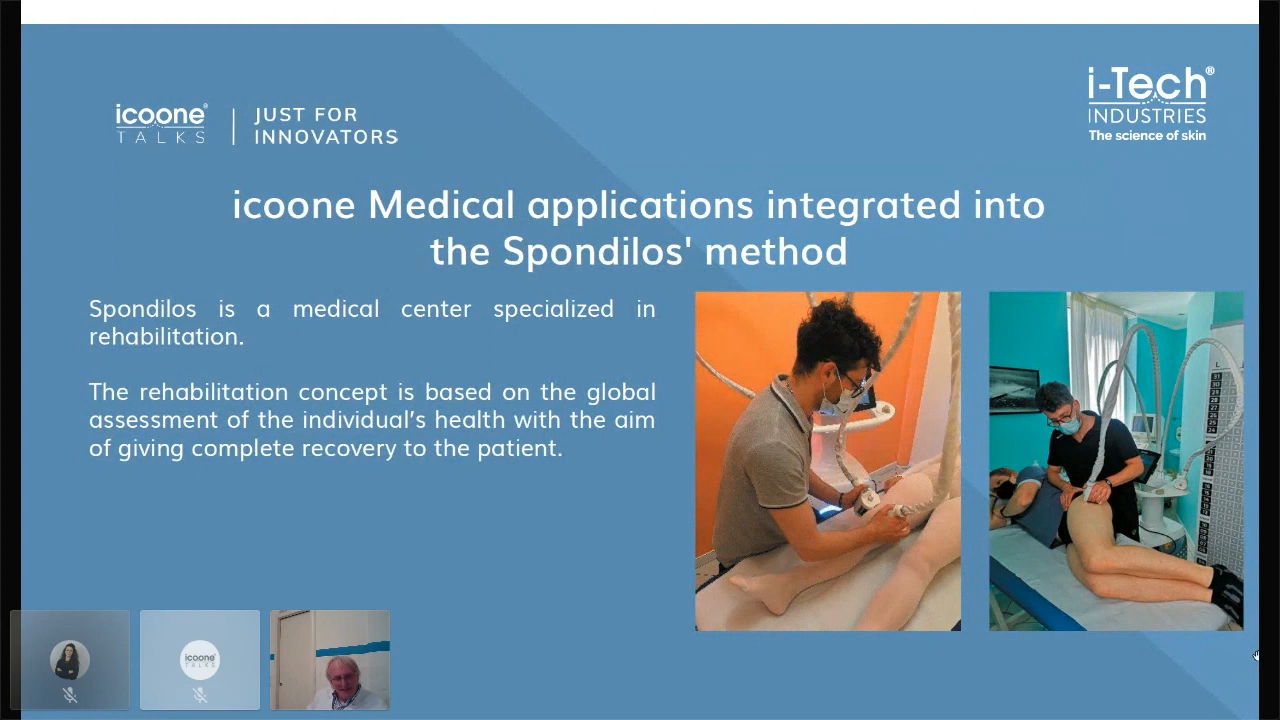 icoone®
TALKS
JUST FOR
INNOVATORS
i-Tech®
INDUSTRIES
The science of skin
icoone Medical applications integrated into
the Spondilos' method
Spondilos is a medical center specialized in
rehabilitation.
The rehabilitation concept is based on the global
assessment of the individual’s health with the aim
of giving complete recovery to the patient.
icoone
TALKS